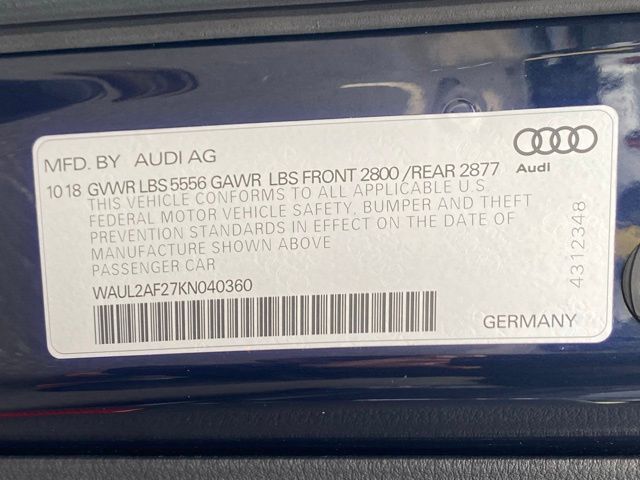 MFD. BY AUDI AG
Audi
1018 GVWR LBS 5556 GAWR LBS FRONT 2800 /REAR 2877
THIS VEHICLE CONFORMS TO ALL APPLICABLE U.S.
FEDERAL MOTOR VEHICLE SAFETY, BUMPER AND THEFT
PREVENTION STANDARDS IN EFFECT ON THE DATE OF
MANUFACTURE SHOWN ABOVE
PASSENGER CAR
WAUL2AF27KN040360
GERMANY
4312348